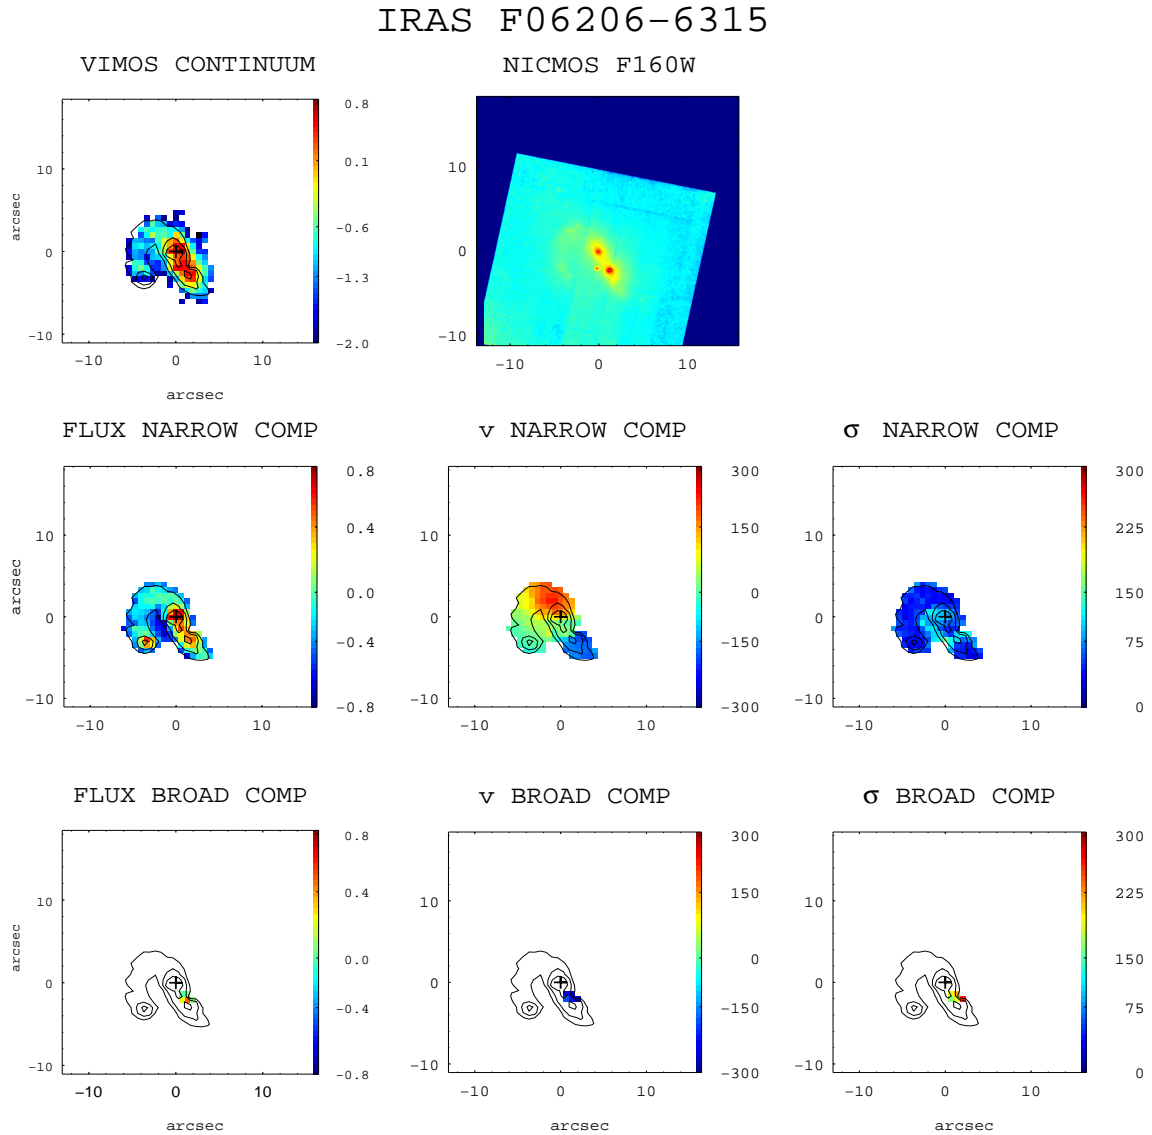 IRAS F06206−6315
VIMOS CONTINUUM
NICMOS F160W
arcsec
10
0
−10
−10 0 10
arcsec
0.8
0.1
−0.6
−1.3
−2.0
10
0
−10
−10 0 10
FLUX NARROW COMP
v NARROW COMP
σ NARROW COMP
arcsec
10
0
−10
−10 0 10
0.8
0.4
0.0
−0.4
−0.8
10
0
−10
−10 0 10
300
150
0
−150
−300
10
0
−10
−10 0 10
300
225
150
75
0
FLUX BROAD COMP
v BROAD COMP
σ BROAD COMP
arcsec
10
0
−10
−10 0 10
arcsec
0.8
0.4
0.0
−0.4
−0.8
10
0
−10
−10 0 10
arcsec
300
150
0
−150
−300
10
0
−10
−10 0 10
arcsec
300
225
150
75
0